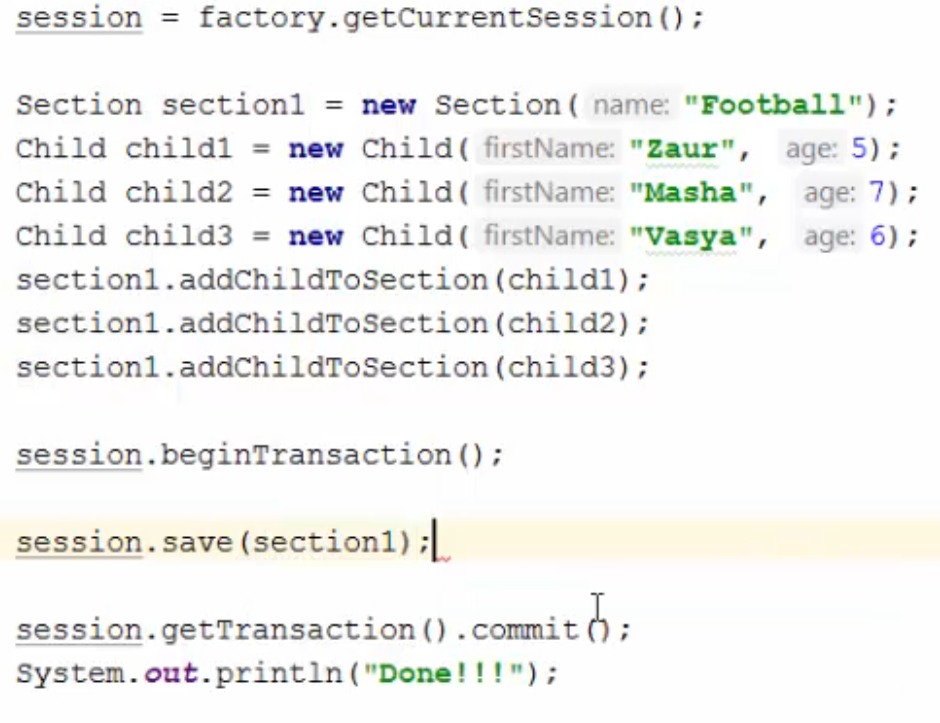 session = factory.getCurrentSession();
Section section1 = new Section( name: "Football");
Child child1 = new Child( firstName: "Zaur", age: 5);
Child child2 = new Child( firstName: "Masha", age: 7);
Child child3 = new Child( firstName: "Vasya", age: 6);
section1.addChildToSection(child1);
section1.addChildToSection(child2);
section1.addChildToSection(child3);
session.beginTransaction();
session.save(section1);
session.getTransaction().commit();
System.out.println("Done!!!");